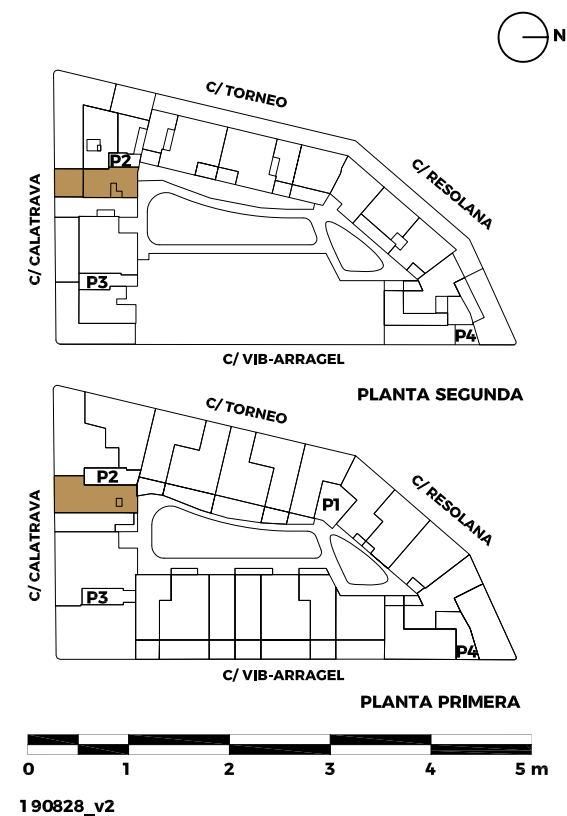 N
C/ TORNEO
C/ RESOLANA
P2
C/ CALATRAVA
P3
P4
C/ VIB-ARRAGEL
PLANTA SEGUNDA
C/ TORNEO
C/ RESOLANA
P2
P1
C/ CALATRAVA
P3
P4
C/ VIB-ARRAGEL
PLANTA PRIMERA
0 1 2 3 4 5 m
190828_v2